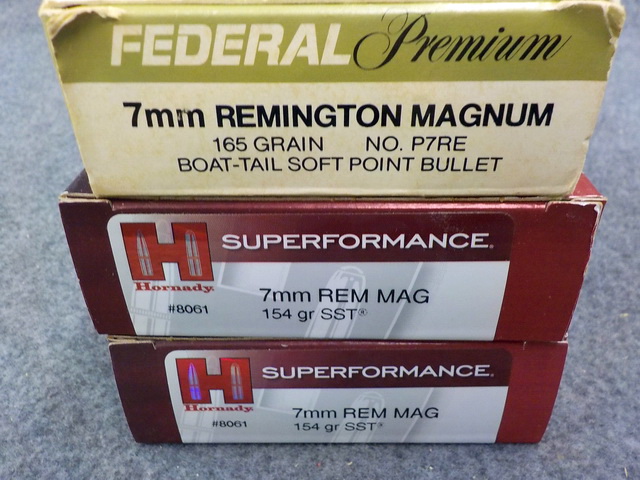 FEDERAL Premium
7mm REMINGTON MAGNUM
165 GRAIN NO. P7RE
BOAT-TAIL SOFT POINT BULLET
H SUPERFORMANCE.
Hornady
7mm REM MAG
#8061
154 gr SST®
H SUPERFORMANCE.
Hornady
7mm REM MAG
#8061
154 gr SST®